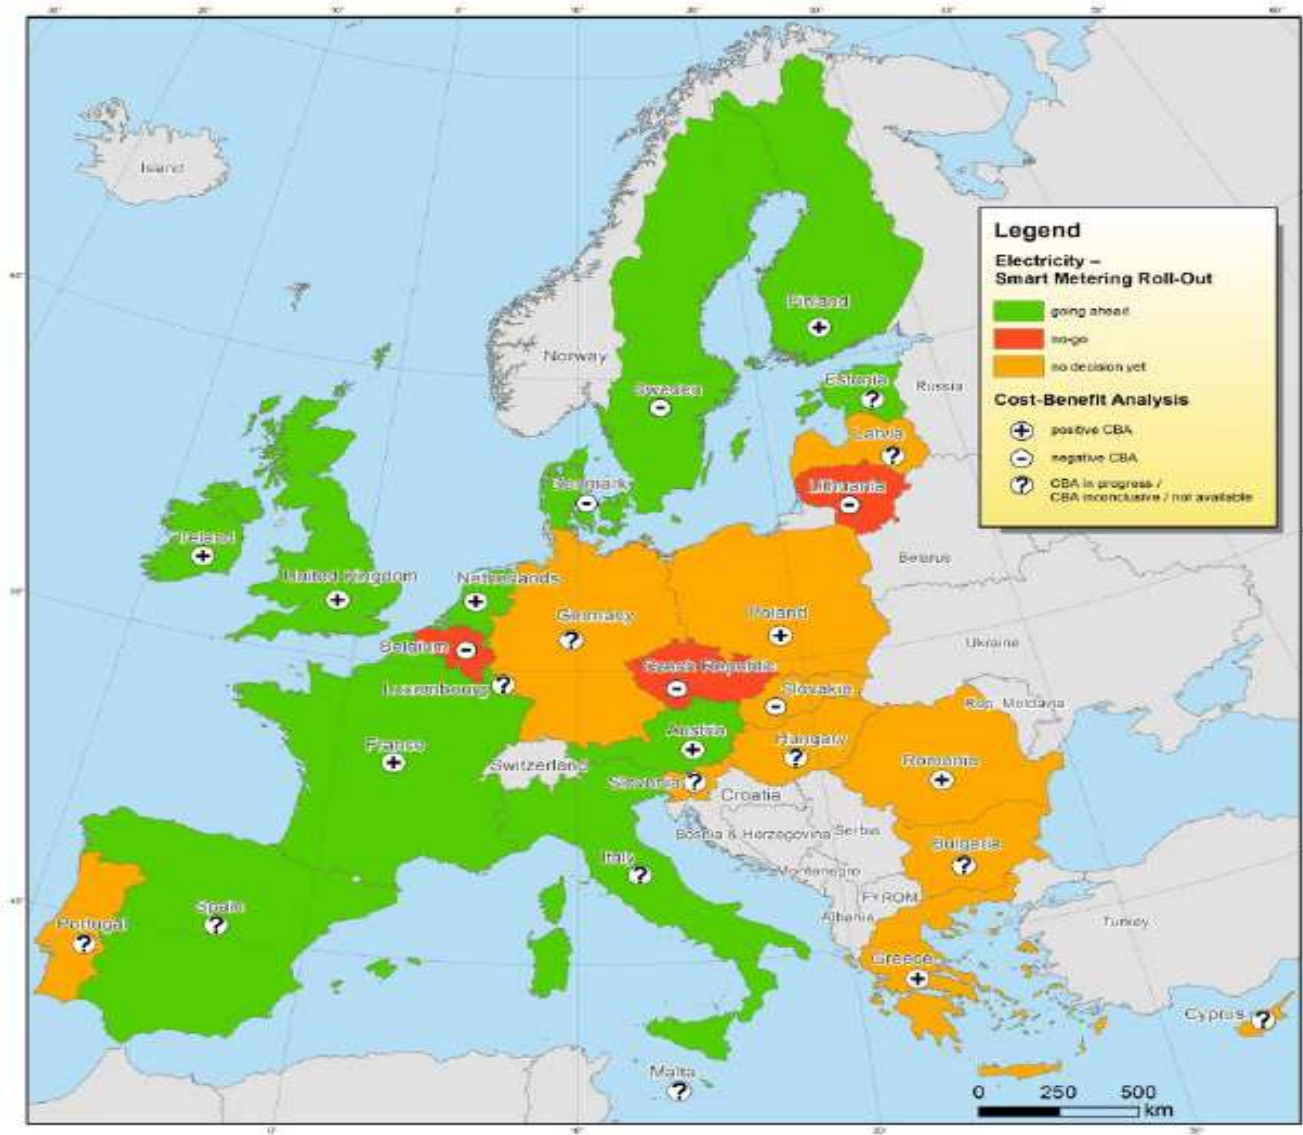 Island
Norway
Finland
Sweden
Estonia
Russia
Latvia
Lithuania
Denmark
Ireland
United Kingdom
Netherlands
Belarus
Germany
Poland
Belgium
Ukraine
Czech Republic
Luxembourg
Slovakia
Rep. Moldavia
Austria
Hungary
France
Switzerland
Romania
Slovenia
Croatia
Bosnia & Herzegovina
Serbia
Bulgaria
Italy
Montenegro
FYROM
Albania
Spain
Portugal
Turkey
Greece
Cyprus
Malta
Legend
Electricity –
Smart Metering Roll-Out
going ahead
no-go
no decision yet
Cost-Benefit Analysis
+ positive CBA
- negative CBA
? CBA in progress /
CBA inconclusive / not available
0 250 500
km